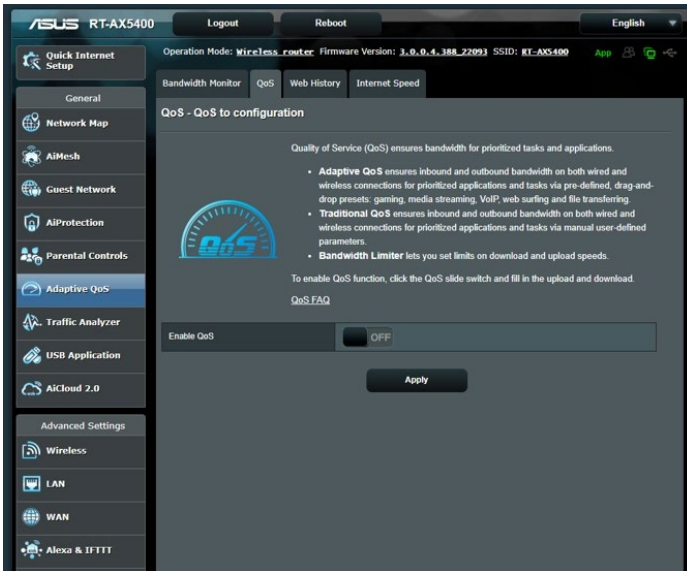 ASUS RT-AX5400 Logout Reboot English
Quick Internet
Setup
Operation Mode: Wireless router Firmware Version: 3.0.0.4.388_22093 SSID: RT-AX5400 App
Bandwidth Monitor QoS Web History Internet Speed
General
Network Map
AiMesh
Guest Network
AiProtection
Parental Controls
Adaptive QoS
Traffic Analyzer
USB Application
AiCloud 2.0
Advanced Settings
Wireless
LAN
WAN
Alexa & IFTTT
QoS - QoS to configuration
QoS
Quality of Service (QoS) ensures bandwidth for prioritized tasks and applications.
• Adaptive QoS ensures inbound and outbound bandwidth on both wired and
wireless connections for prioritized applications and tasks via pre-defined, drag-and-
drop presets: gaming, media streaming, VoIP, web surfing and file transferring.
• Traditional QoS ensures inbound and outbound bandwidth on both wired and
wireless connections for prioritized applications and tasks via manual user-defined
parameters.
• Bandwidth Limiter lets you set limits on download and upload speeds.
To enable QoS function, click the QoS slide switch and fill in the upload and download.
QoS FAQ
Enable QoS OFF
Apply